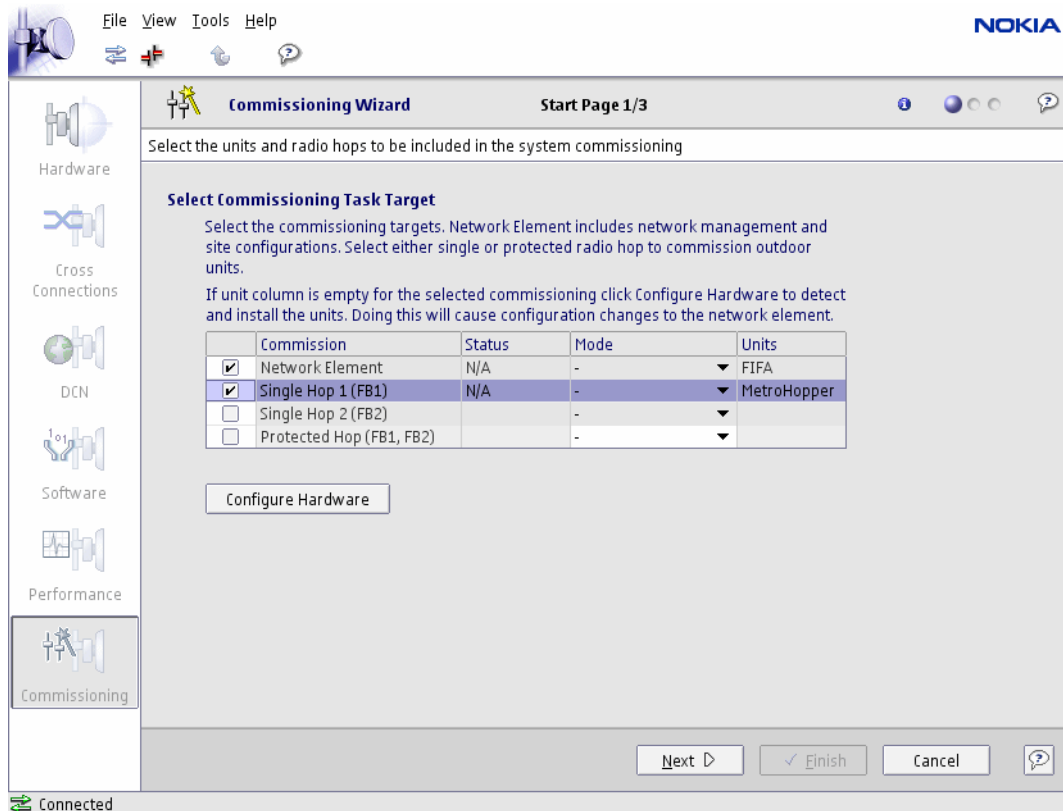 File View Tools Help
NOKIA
Commissioning Wizard Start Page 1/3
Select the units and radio hops to be included in the system commissioning
Hardware
Cross
Connections
DCN
Software
Performance
Commissioning
Select Commissioning Task Target
Select the commissioning targets. Network Element includes network management and
site configurations. Select either single or protected radio hop to commission outdoor
units.
If unit column is empty for the selected commissioning click Configure Hardware to detect
and install the units. Doing this will cause configuration changes to the network element.
Commission Status Mode Units
Network Element N/A - FIFA
Single Hop 1 (FB1) N/A - MetroHopper
Single Hop 2 (FB2) -
Protected Hop (FB1, FB2) -
Configure Hardware
Next Finish Cancel
Connected